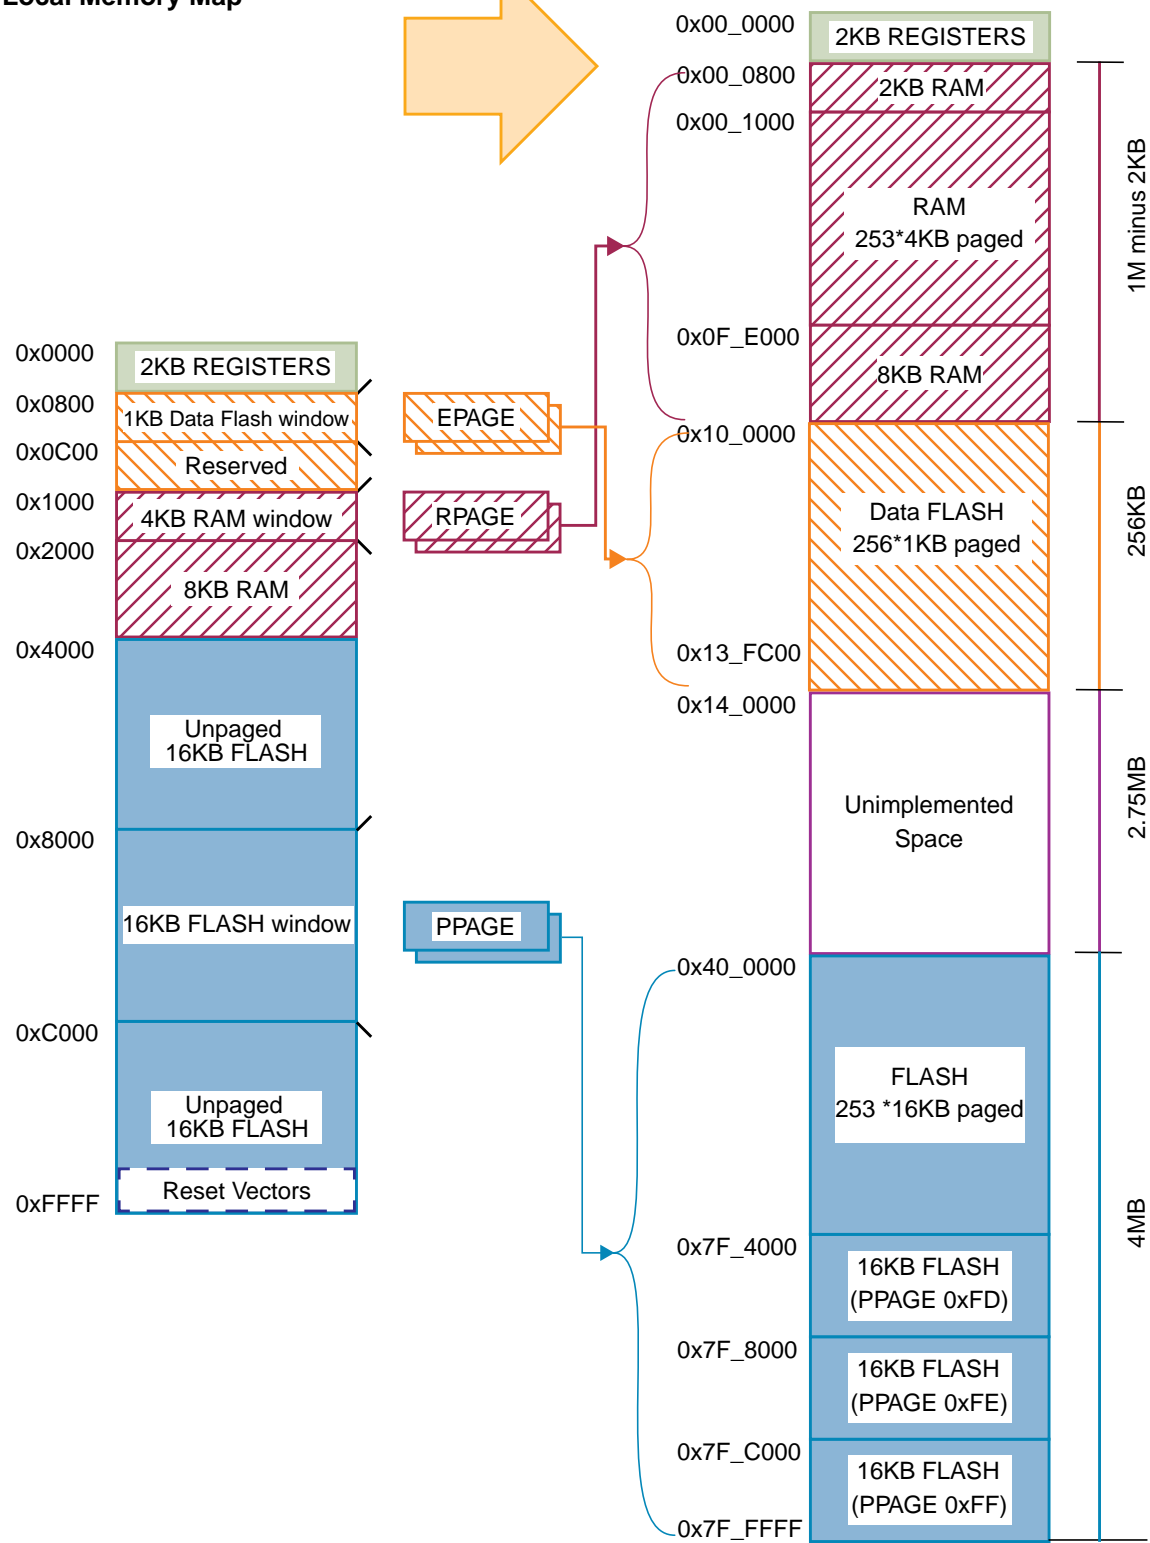 Local Memory Map
0x0000
2KB REGISTERS
0x0800
1KB Data Flash window
0x0C00
Reserved
0x1000
4KB RAM window
0x2000
8KB RAM
0x4000
Unpaged
16KB FLASH
0x8000
16KB FLASH window
0xC000
Unpaged
16KB FLASH
Reset Vectors
0xFFFF
EPAGE
RPAGE
PPAGE
0x00_0000
2KB REGISTERS
0x00_0800
2KB RAM
0x00_1000
RAM
253*4KB paged
0x0F_E000
8KB RAM
0x10_0000
Data FLASH
256*1KB paged
0x13_FC00
0x14_0000
Unimplemented
Space
0x40_0000
FLASH
253 *16KB paged
0x7F_4000
16KB FLASH
(PPAGE 0xFD)
0x7F_8000
16KB FLASH
(PPAGE 0xFE)
0x7F_C000
16KB FLASH
(PPAGE 0xFF)
0x7F_FFFF
1M minus 2KB
256KB
2.75MB
4MB